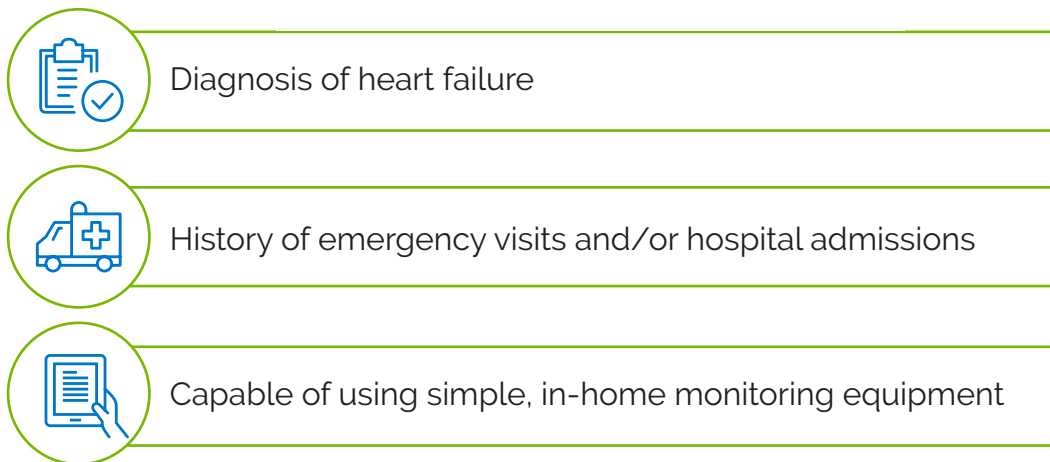 Diagnosis of heart failure
History of emergency visits and/or hospital admissions
Capable of using simple, in-home monitoring equipment